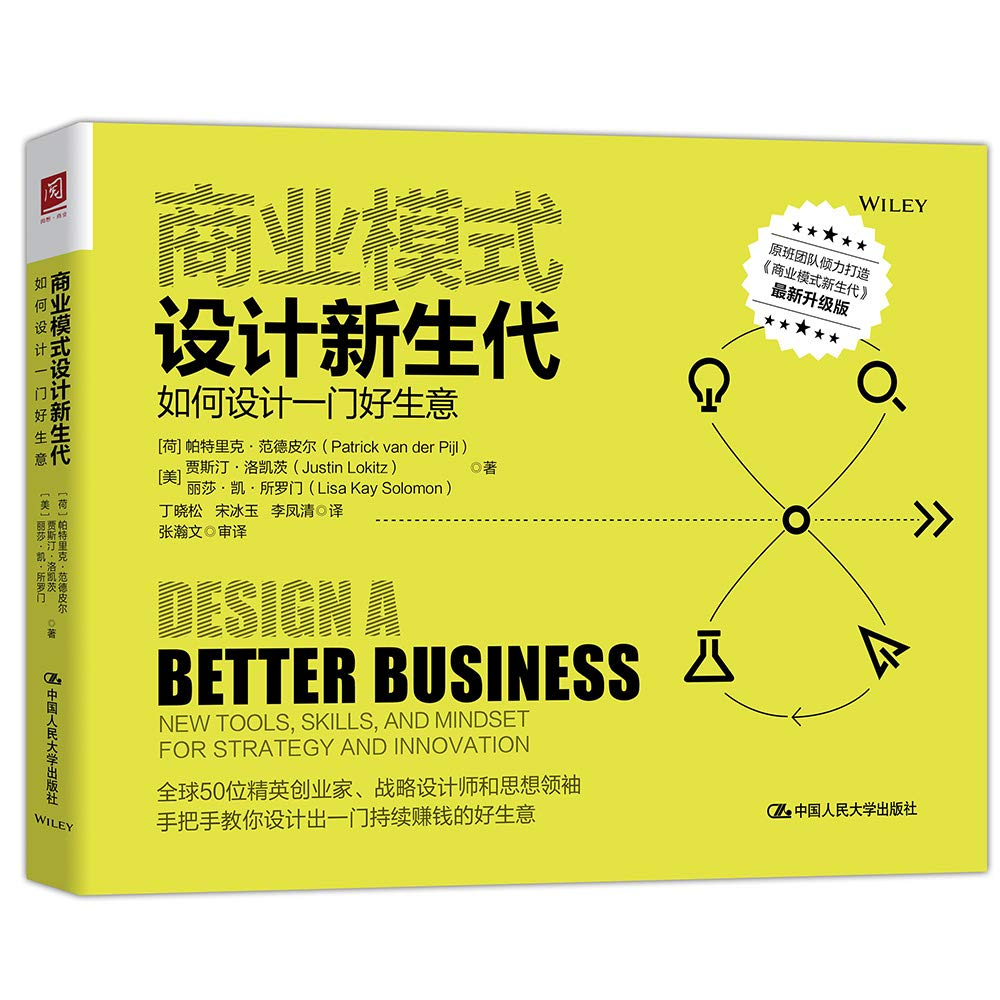 阅
阅想·商业
商业模式设计新生代
如何设计一门好生意
[荷] 帕特里克·范德皮尔
[美] 贾斯汀·洛凯茨
丽莎·凯·所罗门
◎著
中国人民大学出版社
WILEY
WILEY
原班团队倾力打造
《商业模式新生代》
最新升级版
商业模式
设计新生代
如何设计一门好生意
[荷] 帕特里克·范德皮尔（Patrick van der Pijl）
[美] 贾斯汀·洛凯茨（Justin Lokitz）
丽莎·凯·所罗门（Lisa Kay Solomon）
◎著
丁晓松 宋冰玉 李凤清◎译
张瀚文◎审译
DESIGN A
BETTER BUSINESS
NEW TOOLS, SKILLS, AND MINDSET
FOR STRATEGY AND INNOVATION
全球50位精英创业家、战略设计师和思想领袖
手把手教你设计出一门持续赚钱的好生意
中国人民大学出版社